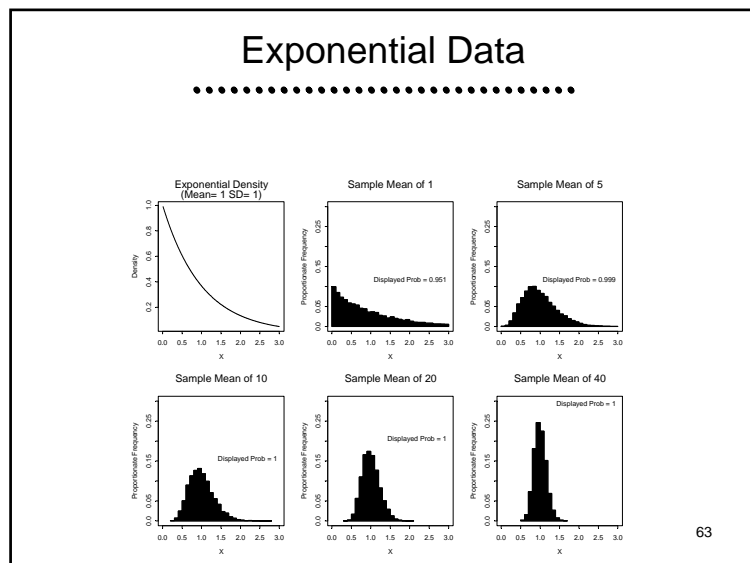 Exponential Data
Exponential Density
(Mean= 1 SD= 1)
Density
0.2 0.4 0.6 0.8 1.0
0.0 0.5 1.0 1.5 2.0 2.5 3.0
X
Sample Mean of 1
Proportionate Frequency
0.0 0.05 0.15 0.25
Displayed Prob = 0.951
0.0 0.5 1.0 1.5 2.0 2.5 3.0
X
Sample Mean of 5
Proportionate Frequency
0.0 0.05 0.15 0.25
Displayed Prob = 0.999
0.0 0.5 1.0 1.5 2.0 2.5 3.0
X
Sample Mean of 10
Proportionate Frequency
0.0 0.05 0.15 0.25
Displayed Prob = 1
0.0 0.5 1.0 1.5 2.0 2.5 3.0
X
Sample Mean of 20
Proportionate Frequency
0.0 0.05 0.15 0.25
Displayed Prob = 1
0.0 0.5 1.0 1.5 2.0 2.5 3.0
X
Sample Mean of 40
Proportionate Frequency
0.0 0.05 0.15 0.25
Displayed Prob = 1
0.0 0.5 1.0 1.5 2.0 2.5 3.0
X
63